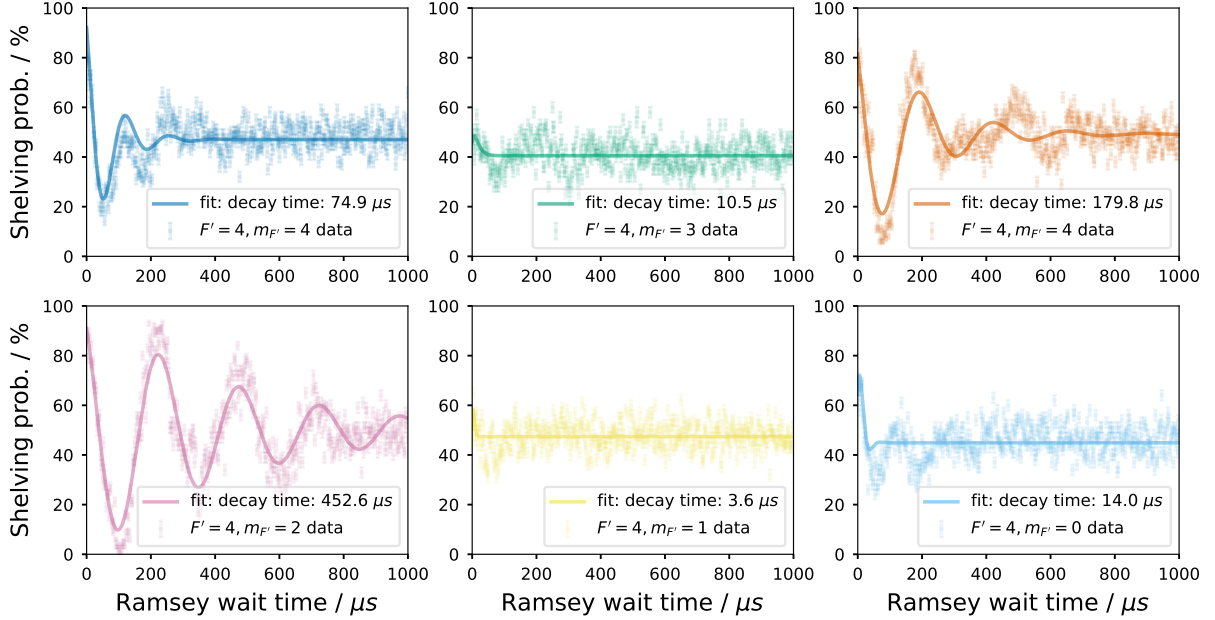 Shelving prob. / %
100
80
60
40
20
0
0 200 400 600 800 1000
fit: decay time: 74.9 μs
F′ = 4, mF′ = 4 data
100
80
60
40
20
0
0 200 400 600 800 1000
fit: decay time: 10.5 μs
F′ = 4, mF′ = 3 data
100
80
60
40
20
0
0 200 400 600 800 1000
fit: decay time: 179.8 μs
F′ = 4, mF′ = 4 data
Shelving prob. / %
100
80
60
40
20
0
0 200 400 600 800 1000
fit: decay time: 452.6 μs
F′ = 4, mF′ = 2 data
Ramsey wait time / μs
100
80
60
40
20
0
0 200 400 600 800 1000
fit: decay time: 3.6 μs
F′ = 4, mF′ = 1 data
Ramsey wait time / μs
100
80
60
40
20
0
0 200 400 600 800 1000
fit: decay time: 14.0 μs
F′ = 4, mF′ = 0 data
Ramsey wait time / μs